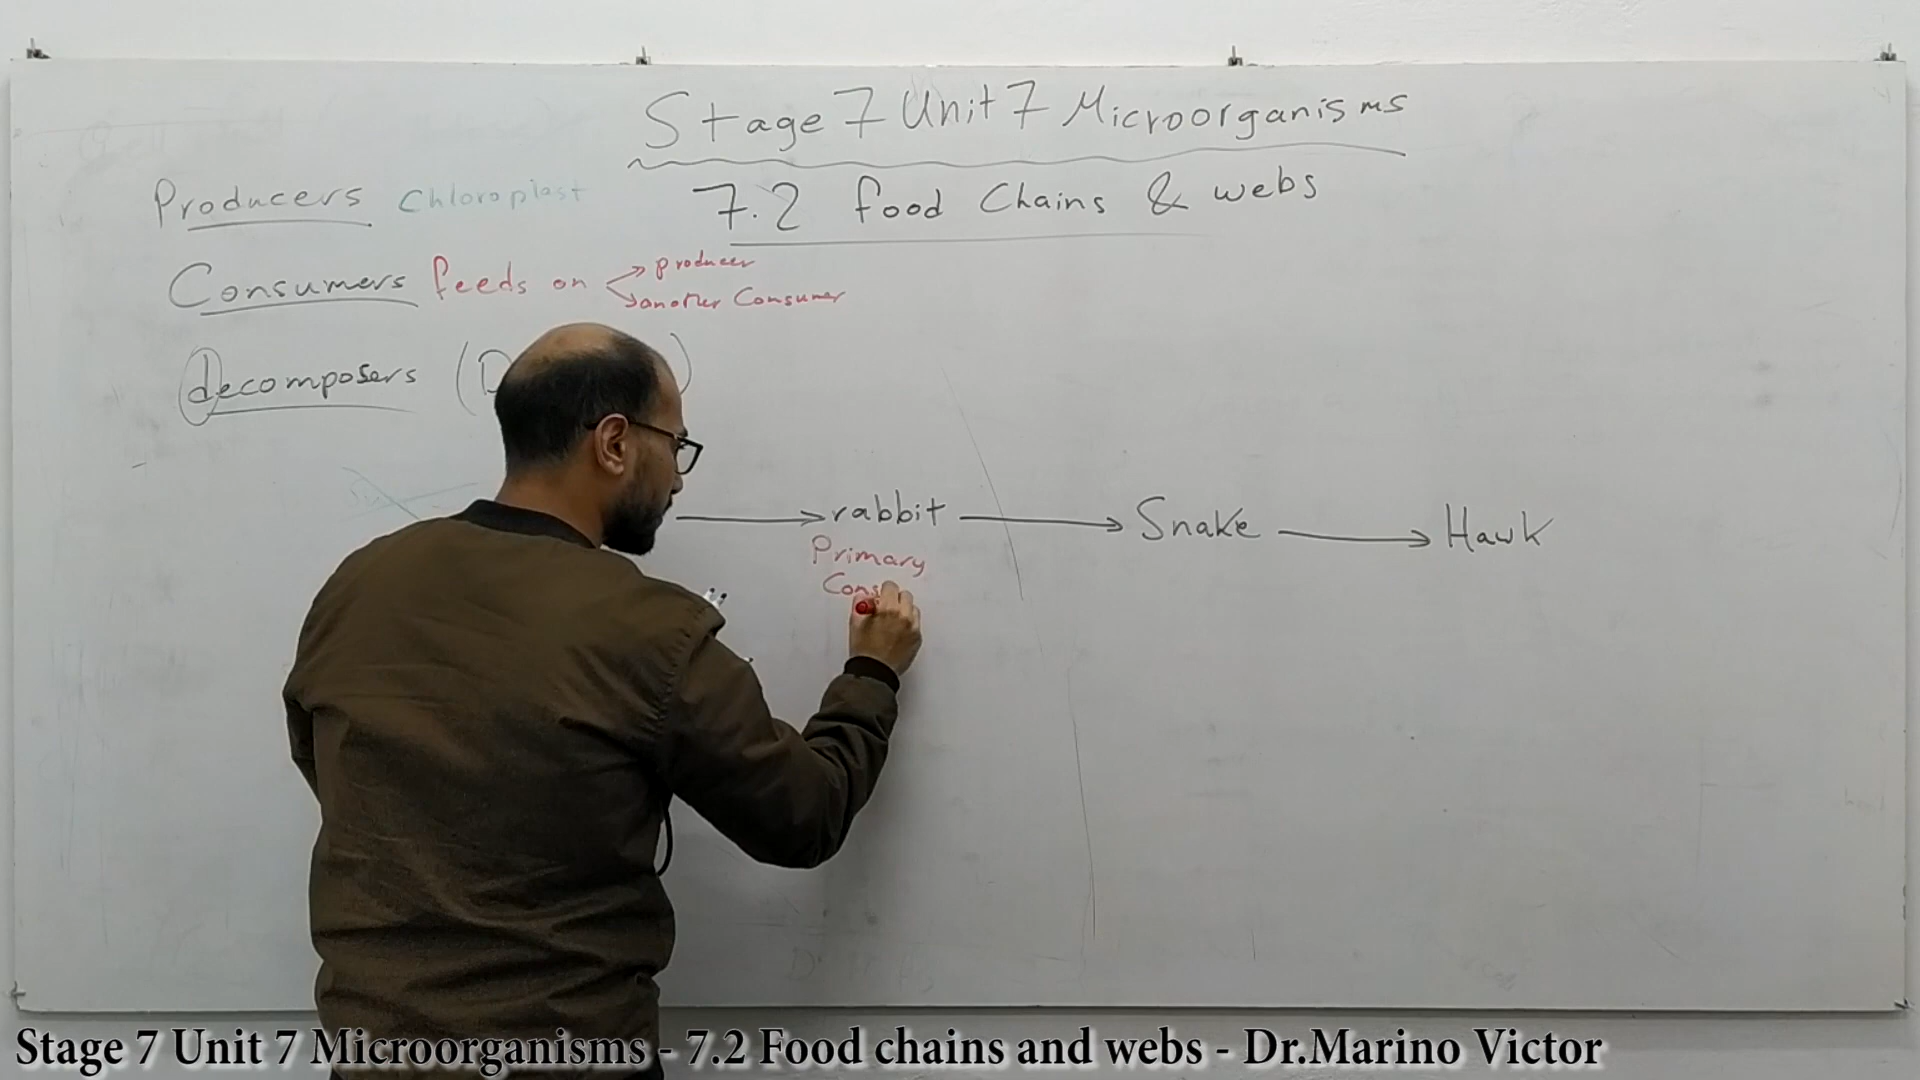 Stage 7 Unit 7 Microorganisms
7.2 food Chains & webs
Producers Chloroplast
Consumers feeds on → producer
→ another Consumer
decomposers (D )
→ rabbit → Snake → Hawk
Primary
Cons
Stage 7 Unit 7 Microorganisms - 7.2 Food chains and webs - Dr.Marino Victor